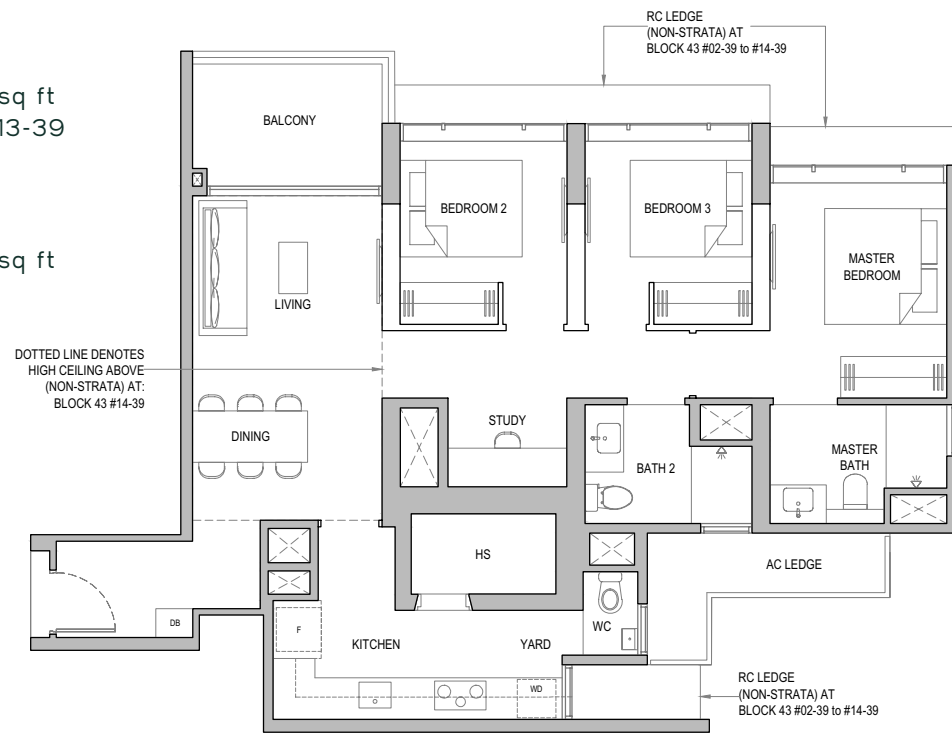 sq ft
13-39
sq ft
RC LEDGE
(NON-STRATA) AT
BLOCK 43 #02-39 to #14-39
BALCONY
BEDROOM 2
BEDROOM 3
MASTER
BEDROOM
LIVING
DOTTED LINE DENOTES
HIGH CEILING ABOVE
(NON-STRATA) AT:
BLOCK 43 #14-39
DINING
STUDY
BATH 2
MASTER
BATH
HS
AC LEDGE
DB
F
KITCHEN
YARD
WC
WD
RC LEDGE
(NON-STRATA) AT
BLOCK 43 #02-39 to #14-39